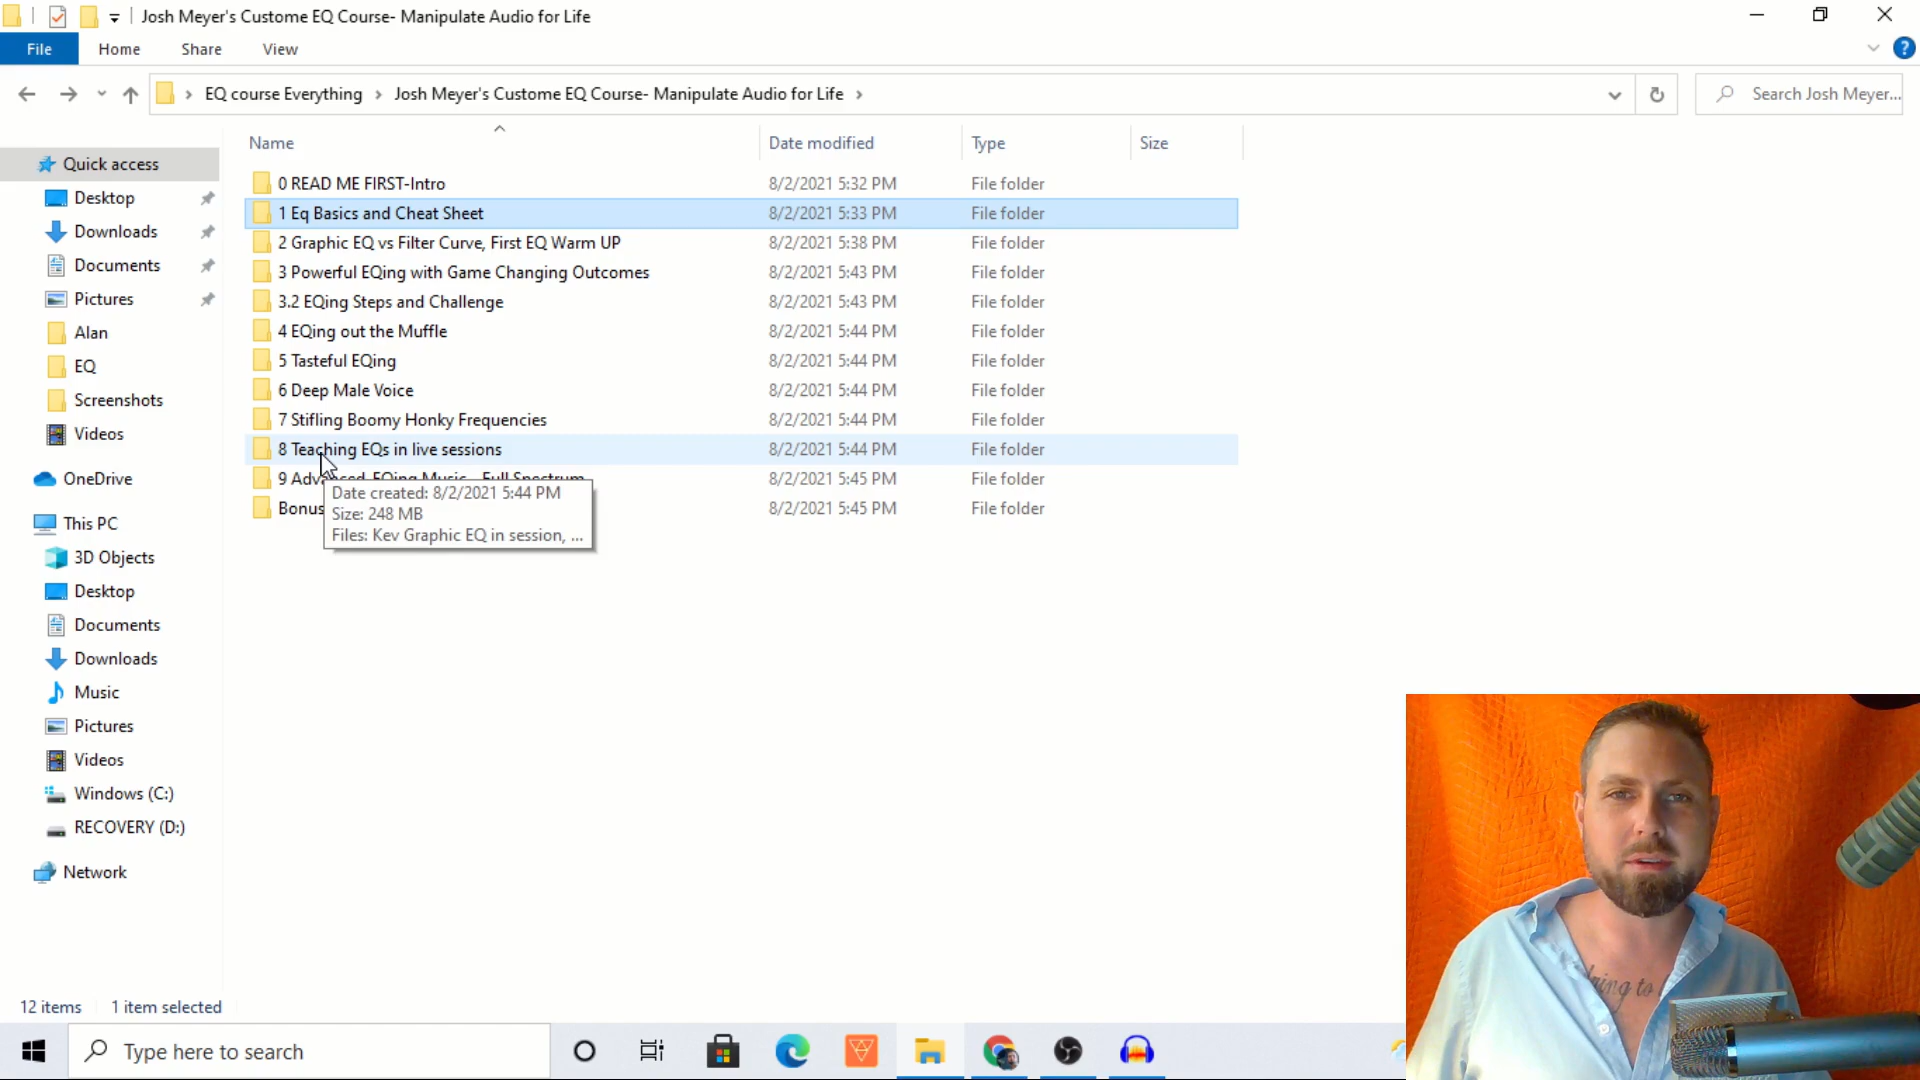 Josh Meyer's Custome EQ Course- Manipulate Audio for Life
File Home Share View
EQ course Everything Josh Meyer's Custome EQ Course- Manipulate Audio for Life
Search Josh Meyer...
Name Date modified Type Size
0 READ ME FIRST-Intro 8/2/2021 5:32 PM File folder
1 Eq Basics and Cheat Sheet 8/2/2021 5:33 PM File folder
2 Graphic EQ vs Filter Curve, First EQ Warm UP 8/2/2021 5:38 PM File folder
3 Powerful EQing with Game Changing Outcomes 8/2/2021 5:43 PM File folder
3.2 EQing Steps and Challenge 8/2/2021 5:43 PM File folder
4 EQing out the Muffle 8/2/2021 5:44 PM File folder
5 Tasteful EQing 8/2/2021 5:44 PM File folder
6 Deep Male Voice 8/2/2021 5:44 PM File folder
7 Stifling Boomy Honky Frequencies 8/2/2021 5:44 PM File folder
8 Teaching EQs in live sessions 8/2/2021 5:44 PM File folder
9 Advanced EQing Music - Full Spectrum 8/2/2021 5:45 PM File folder
Bonus 8/2/2021 5:45 PM File folder
Date created: 8/2/2021 5:44 PM
Size: 248 MB
Files: Kev Graphic EQ in session, ...
Quick access
Desktop
Downloads
Documents
Pictures
Alan
EQ
Screenshots
Videos
OneDrive
This PC
3D Objects
Desktop
Documents
Downloads
Music
Pictures
Videos
Windows (C:)
RECOVERY (D:)
Network
12 items 1 item selected
Type here to search